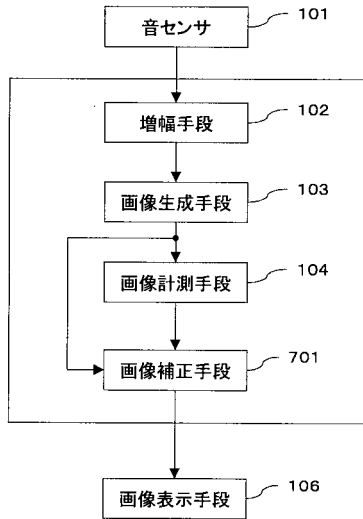 音センサ
101
増幅手段
102
画像生成手段
103
画像計測手段
104
画像補正手段
701
画像表示手段
106